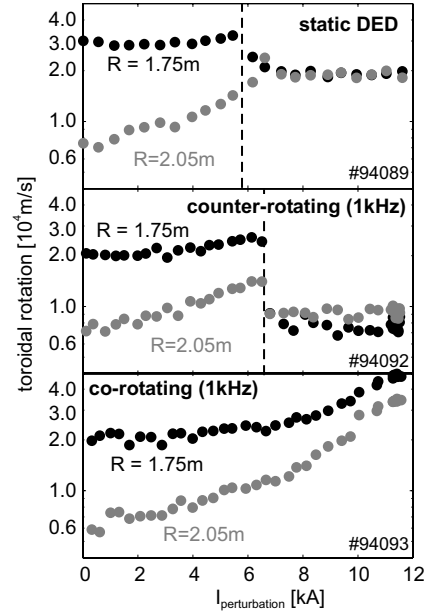 static DED
4.0
3.0
R = 1.75m
2.0
1.0
R=2.05m
0.6
#94089
4.0
counter-rotating (1kHz)
3.0
R = 1.75m
2.0
1.0
R=2.05m
0.6
#94092
co-rotating (1kHz)
4.0
3.0
2.0
R = 1.75m
1.0
0.6
R=2.05m
#94093
toroidal rotation [10⁴m/s]
0 2 4 6 8 10 12
I perturbation [kA]